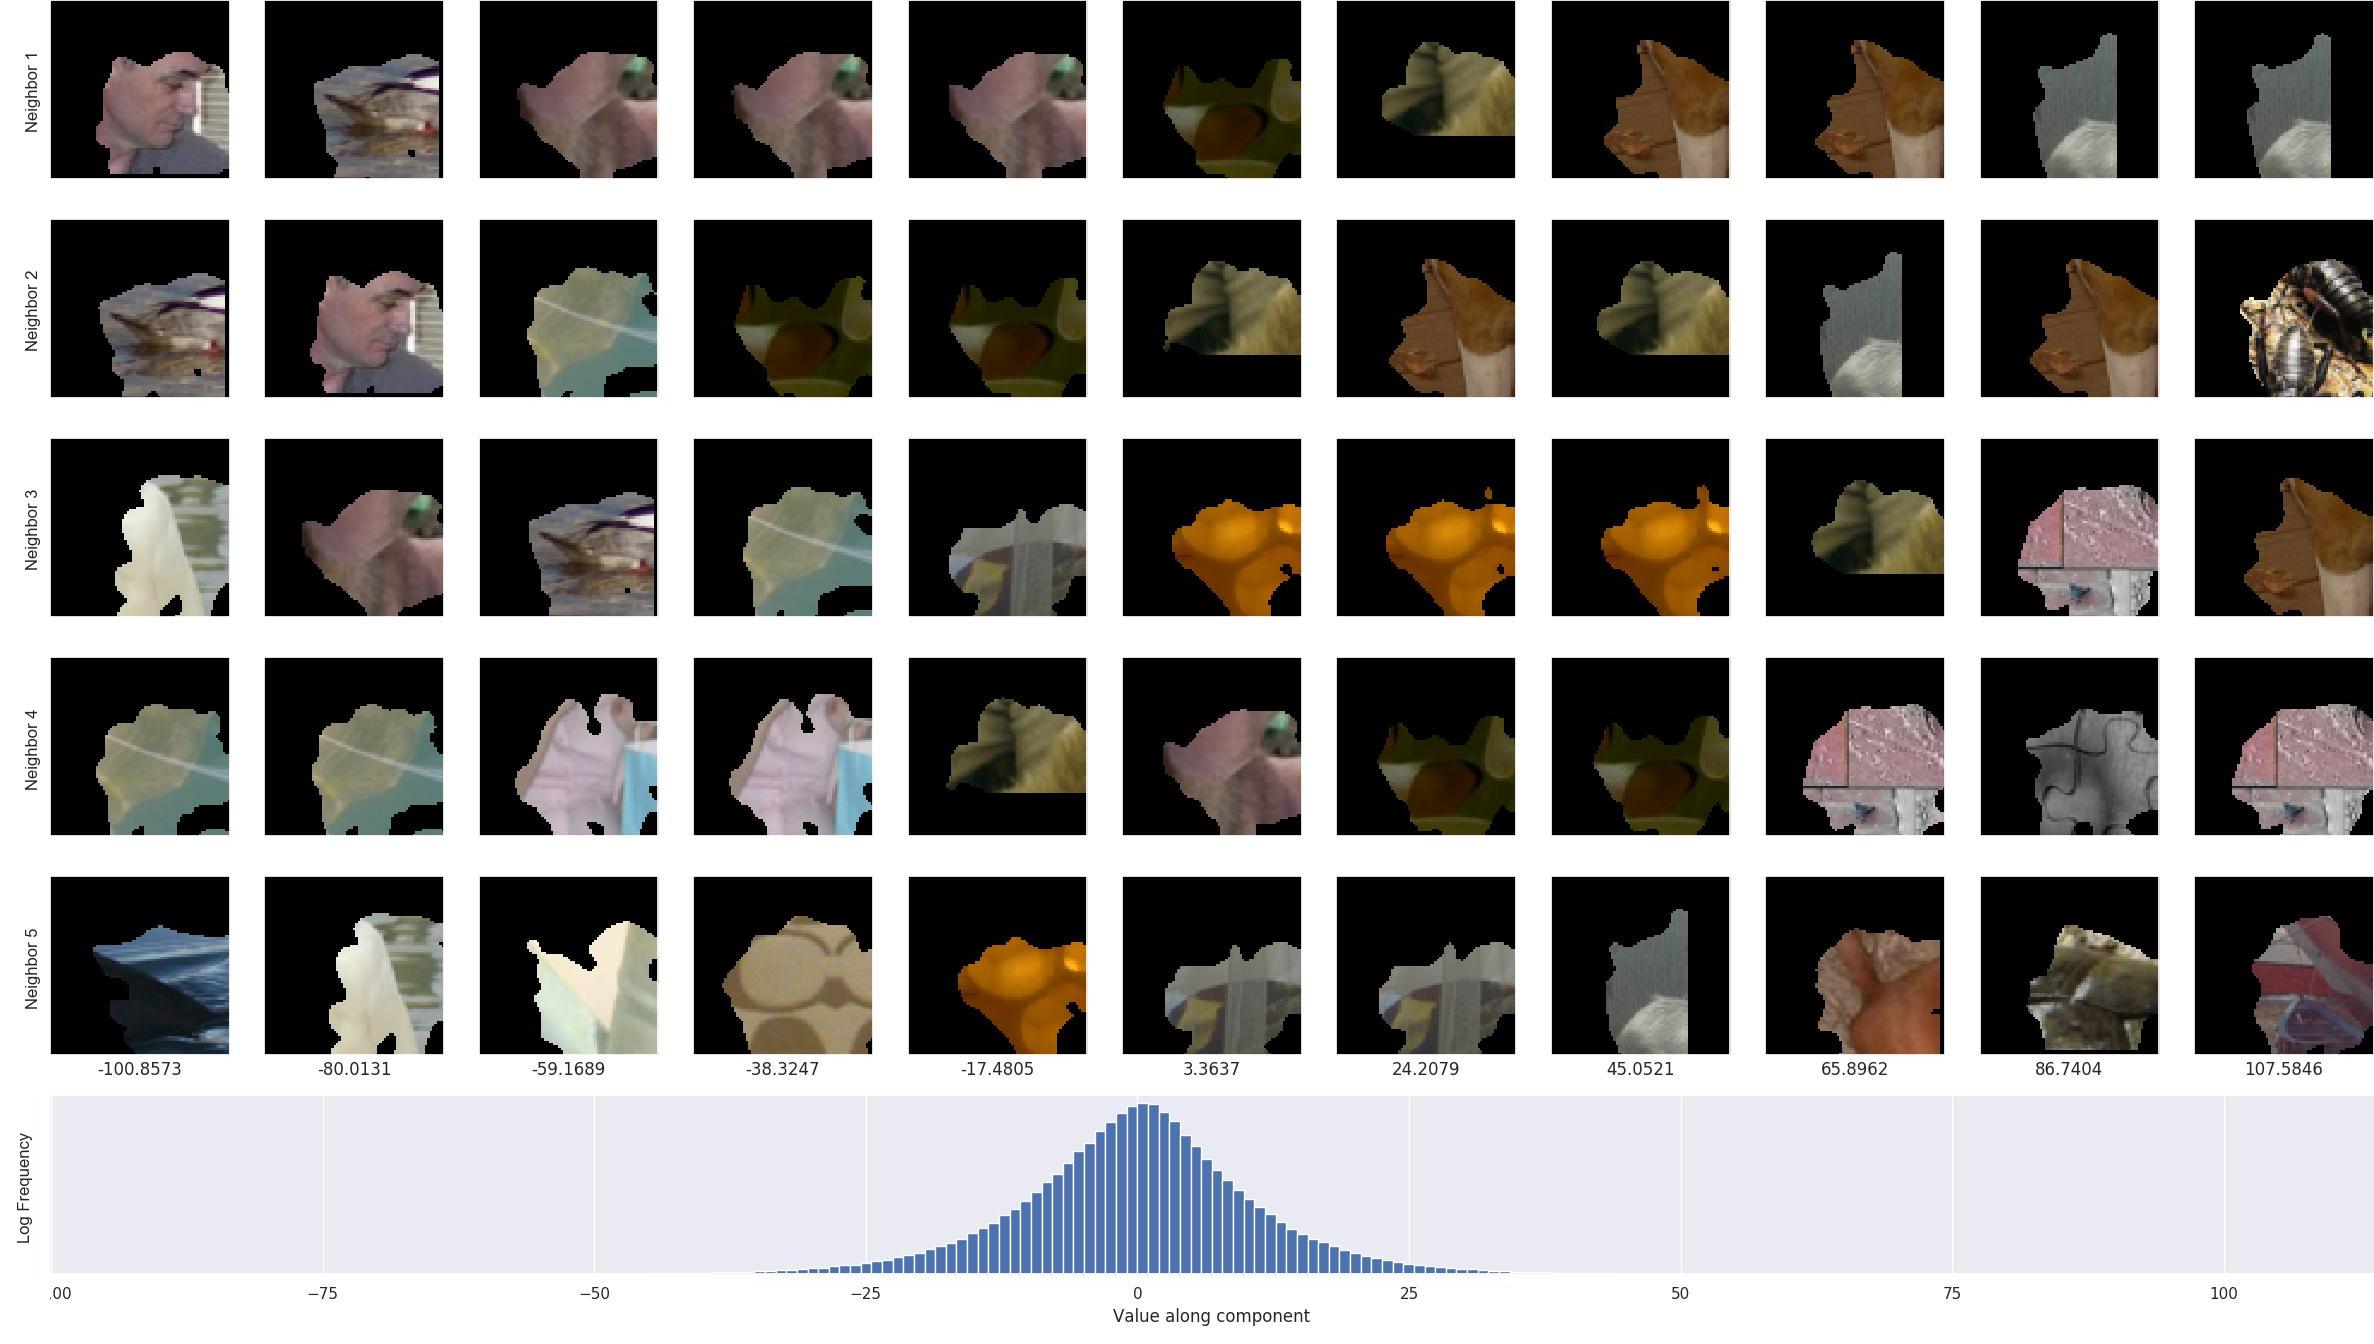 Neighbor 1
Neighbor 2
Neighbor 3
Neighbor 4
Neighbor 5
-100.8573 -80.0131 -59.1689 -38.3247 -17.4805 3.3637 24.2079 45.0521 65.8962 86.7404 107.5846
Log Frequency
.00 −75 −50 −25 0 25 50 75 100
Value along component